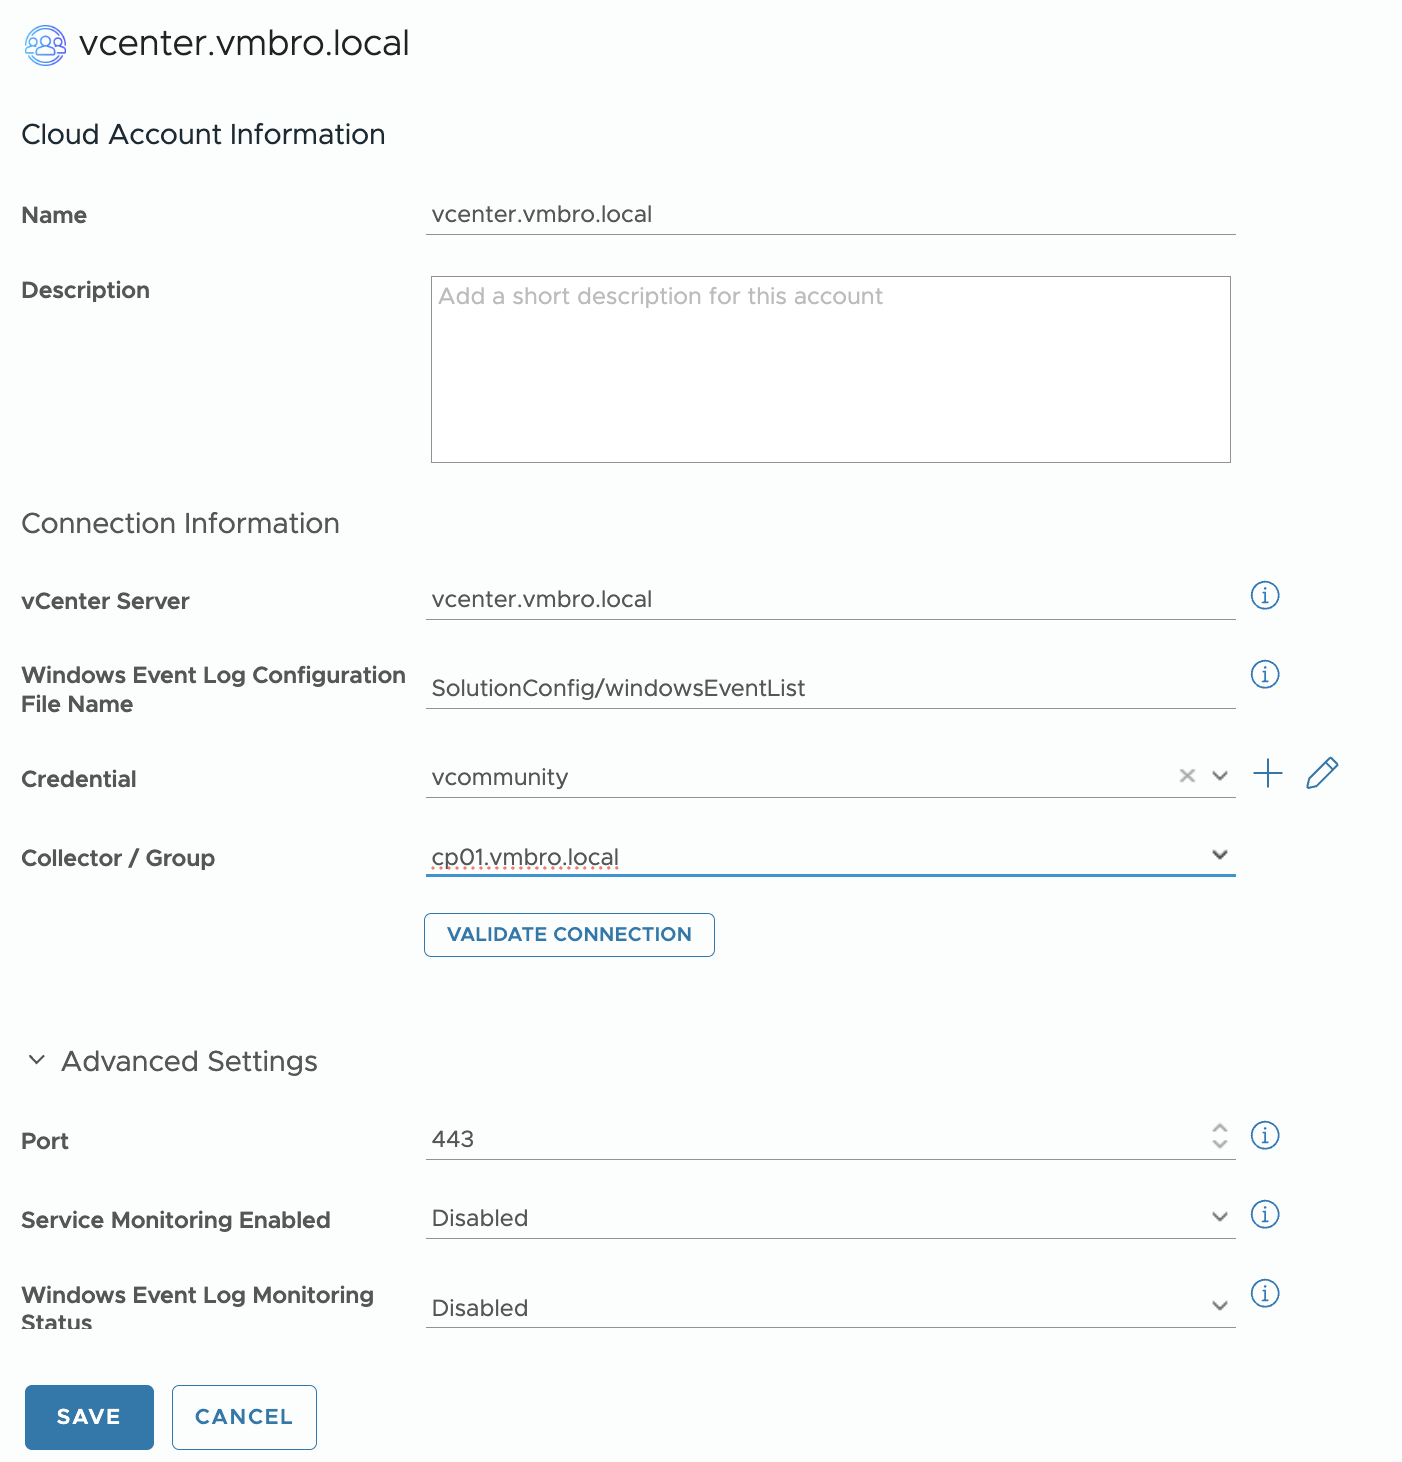 vcenter.vmbro.local
Cloud Account Information
Name
vcenter.vmbro.local
Description
Add a short description for this account
Connection Information
vCenter Server
vcenter.vmbro.local
Windows Event Log Configuration
File Name
SolutionConfig/windowsEventList
Credential
vcommunity
Collector / Group
cp01.vmbro.local
VALIDATE CONNECTION
Advanced Settings
Port
443
Service Monitoring Enabled
Disabled
Windows Event Log Monitoring
Status
Disabled
SAVE
CANCEL